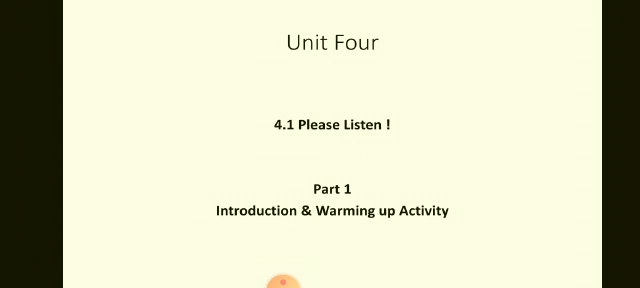 Unit Four
4.1 Please Listen !
Part 1
Introduction & Warming up Activity